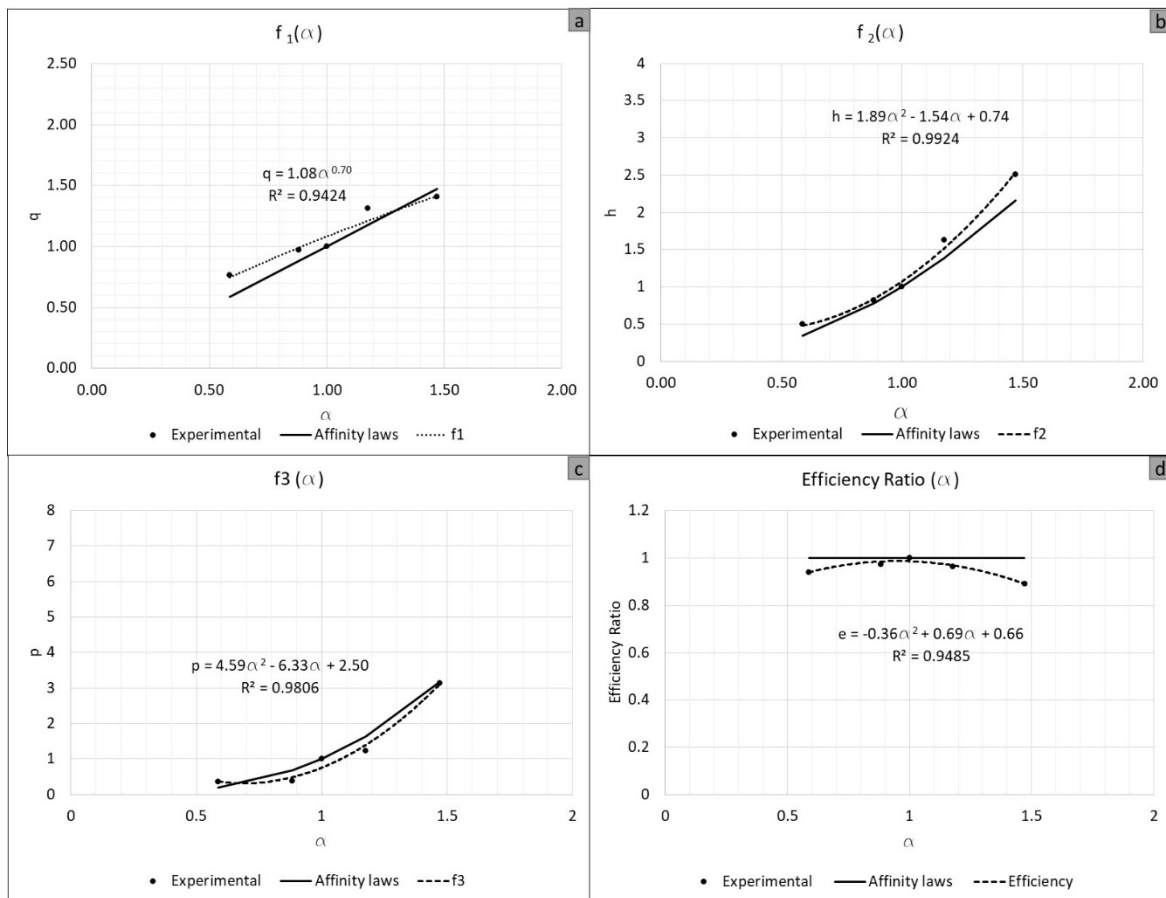 a
f 1(α)
2.50
2.00
1.50
1.00
0.50
0.00
q
q = 1.08α^0.70
R² = 0.9424
0.00 0.50 1.00 1.50 2.00
α
Experimental Affinity laws f1
b
f 2(α)
4
3.5
3
2.5
2
1.5
1
0.5
0
h
h = 1.89α² - 1.54α + 0.74
R² = 0.9924
0.00 0.50 1.00 1.50 2.00
α
Experimental Affinity laws f2
c
f3 (α)
8
7
6
5
4
3
2
1
0
p
p = 4.59α² - 6.33α + 2.50
R² = 0.9806
0 0.5 1 1.5 2
α
Experimental Affinity laws f3
d
Efficiency Ratio (α)
1.2
1
0.8
0.6
0.4
0.2
0
Efficiency Ratio
e = -0.36α² + 0.69α + 0.66
R² = 0.9485
0 0.5 1 1.5 2
α
Experimental Affinity laws Efficiency